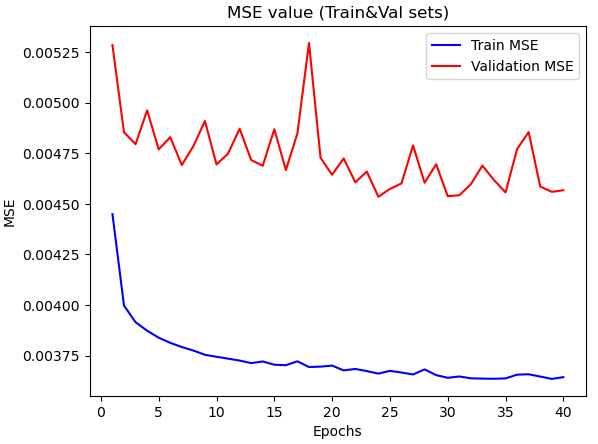 MSE value (Train&Val sets)
Train MSE
Validation MSE
0.00525
0.00500
0.00475
0.00450
0.00425
0.00400
0.00375
MSE
0 5 10 15 20 25 30 35 40
Epochs